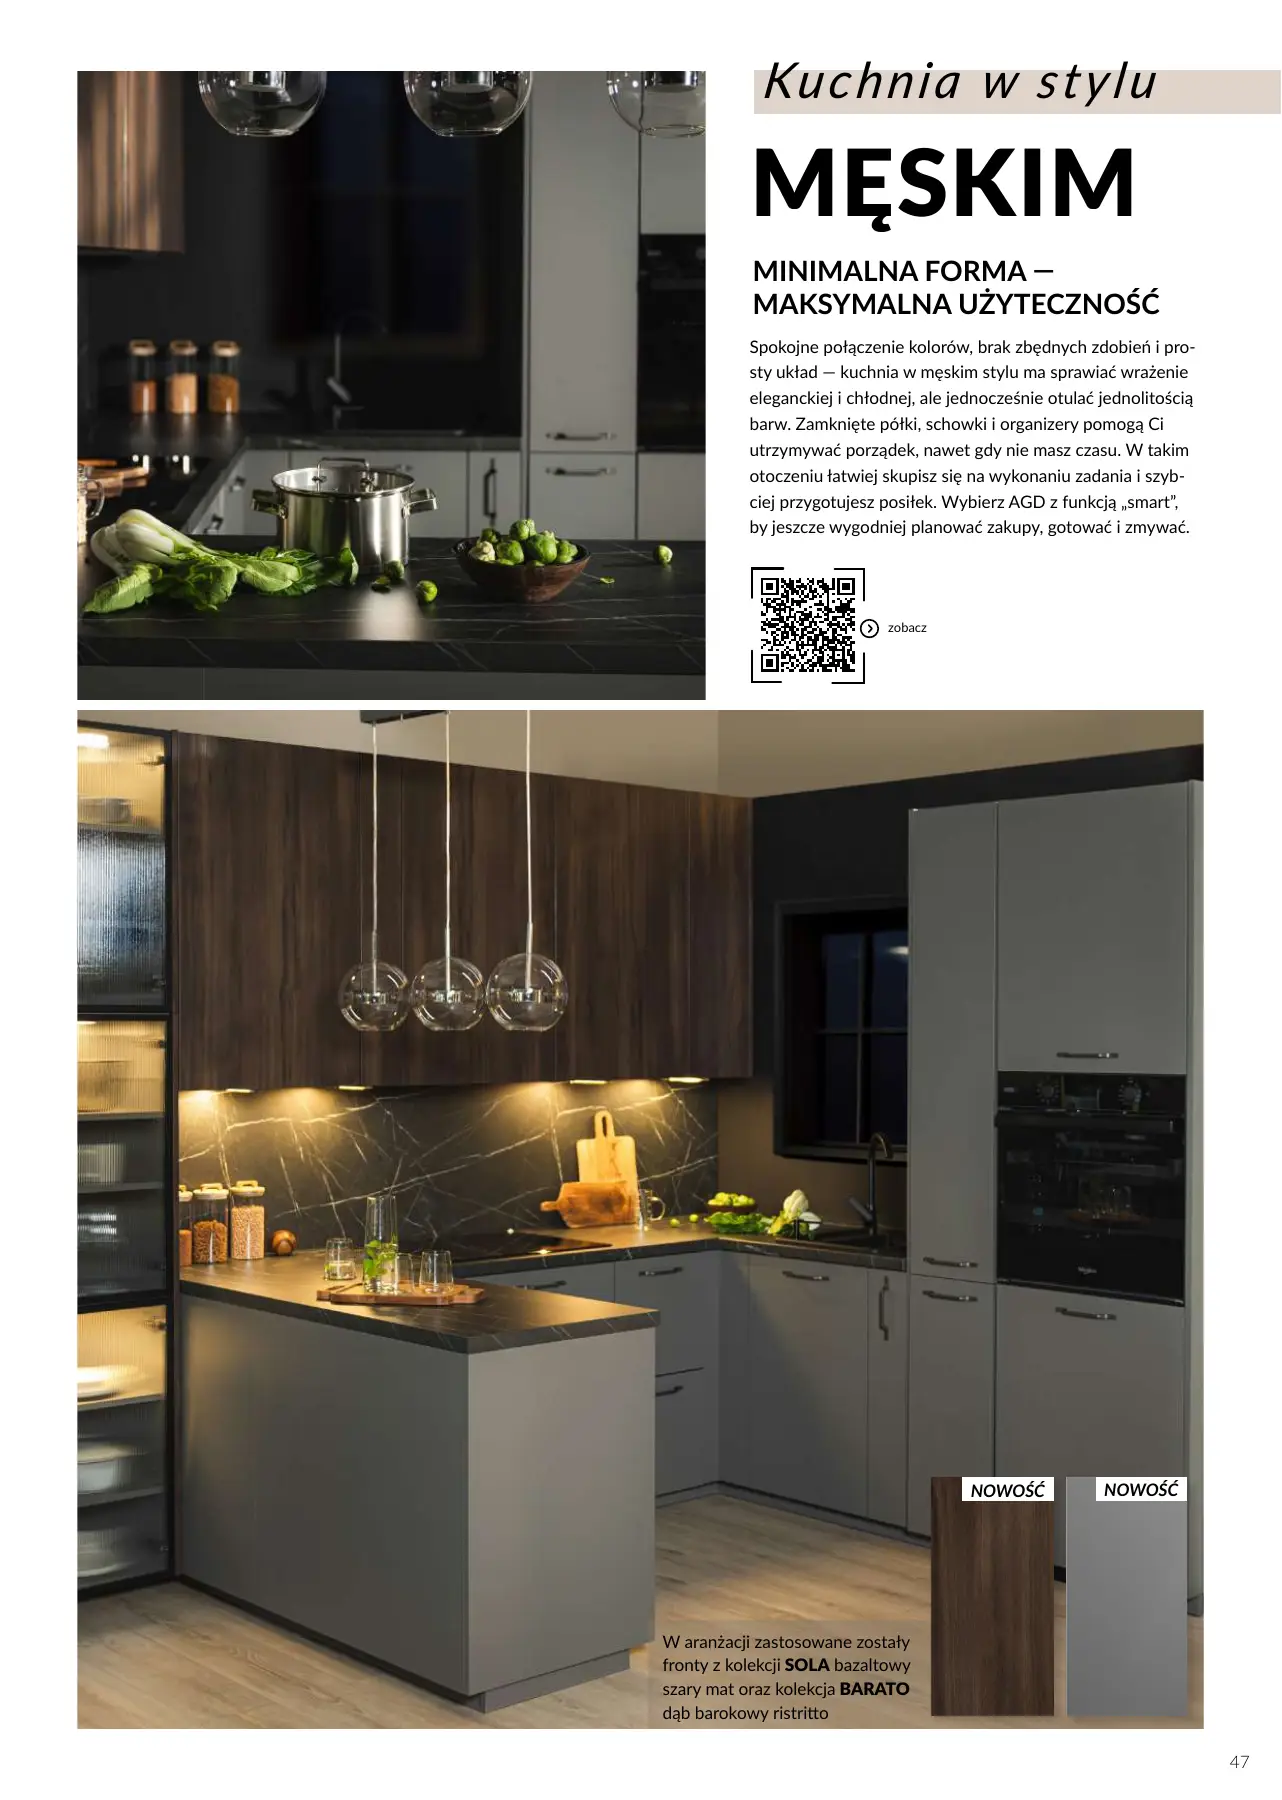 Kuchnia w stylu
MĘSKIM
MINIMALNA FORMA —
MAKSYMALNA UŻYTECZNOŚĆ
Spokojne połączenie kolorów, brak zbędnych zdobień i pro-
sty układ — kuchnia w męskim stylu ma sprawiać wrażenie
eleganckiej i chłodnej, ale jednocześnie otulać jednolitością
barw. Zamknięte półki, schowki i organizery pomogą Ci
utrzymywać porządek, nawet gdy nie masz czasu. W takim
otoczeniu łatwiej skupisz się na wykonaniu zadania i szyb-
ciej przygotujesz posiłek. Wybierz AGD z funkcją „smart”,
by jeszcze wygodniej planować zakupy, gotować i zmywać.
zobacz
NOWOŚĆ
NOWOŚĆ
W aranżacji zastosowane zostały
fronty z kolekcji SOLA bazaltowy
szary mat oraz kolekcja BARATO
dąb barokowy ristritto
47